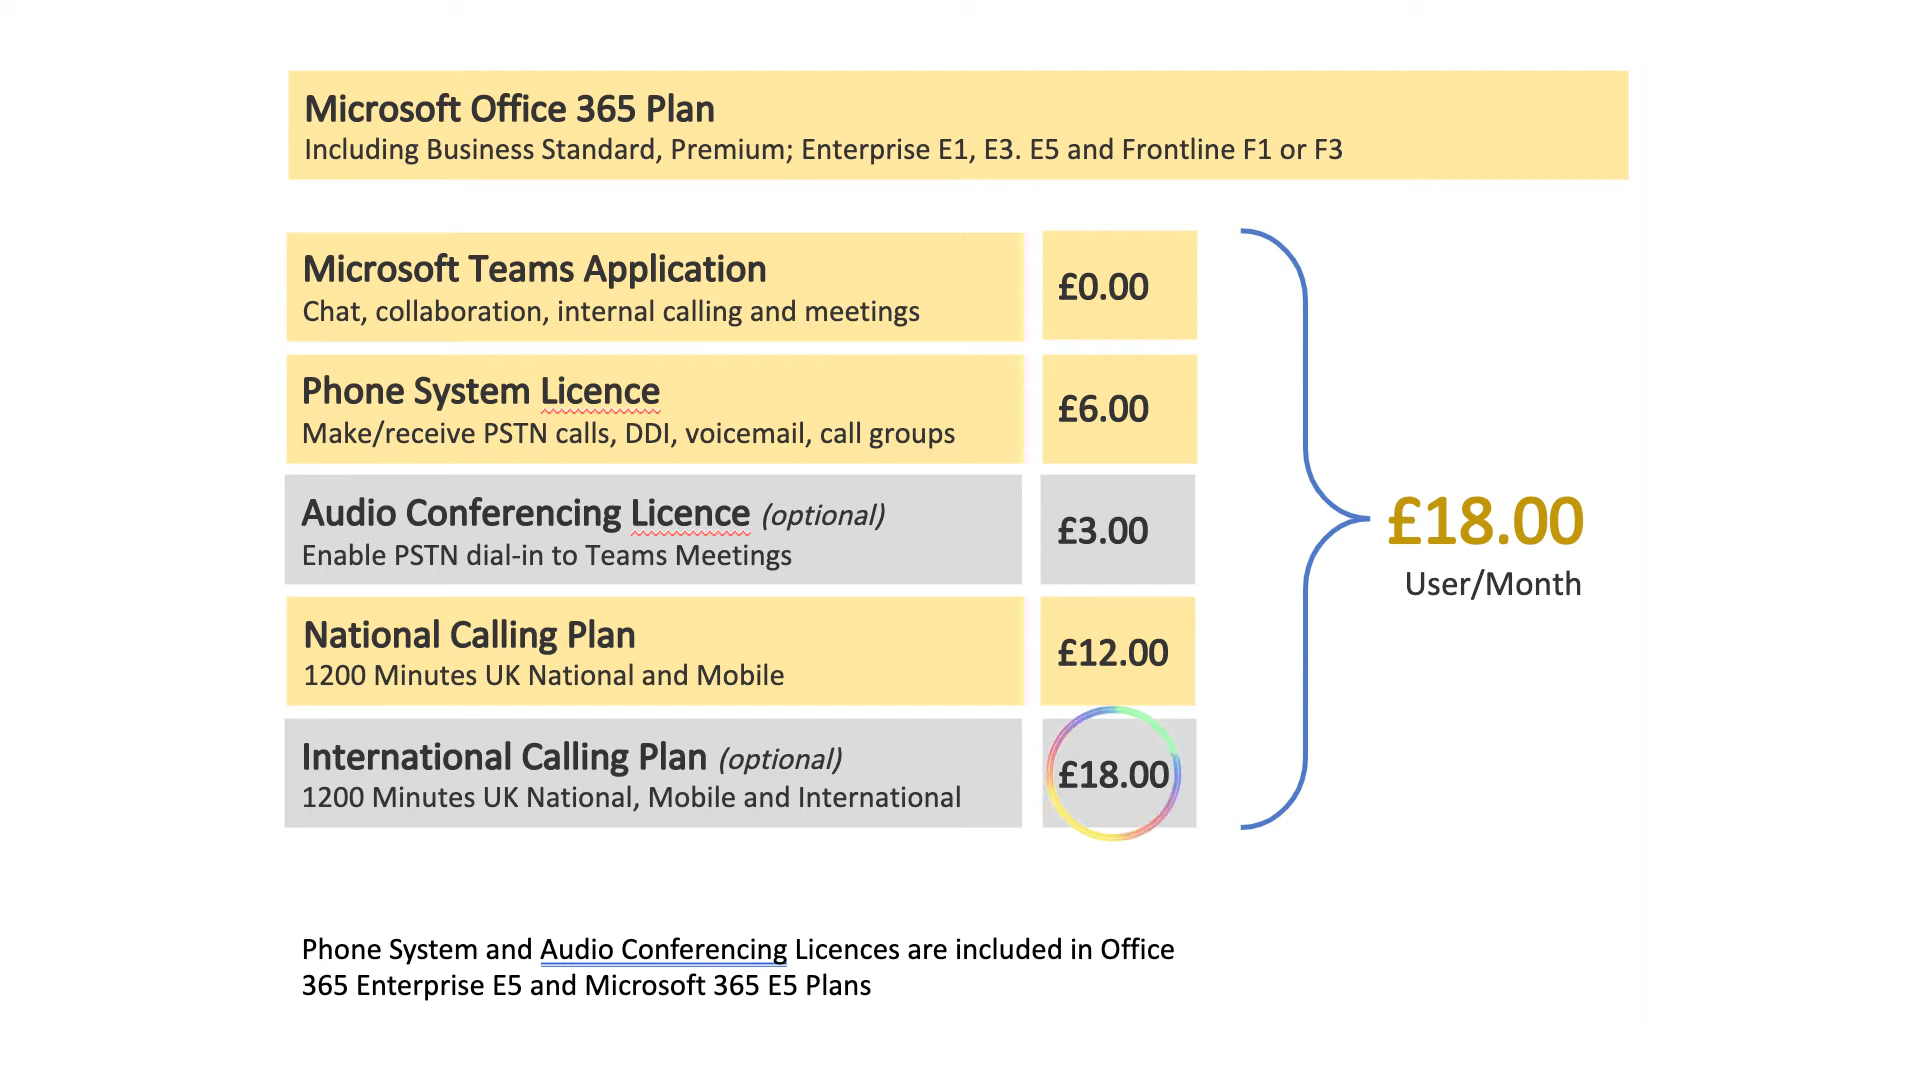 Microsoft Office 365 Plan
Including Business Standard, Premium; Enterprise E1, E3. E5 and Frontline F1 or F3
Microsoft Teams Application
Chat, collaboration, internal calling and meetings
£0.00
Phone System Licence
Make/receive PSTN calls, DDI, voicemail, call groups
£6.00
Audio Conferencing Licence (optional)
Enable PSTN dial-in to Teams Meetings
£3.00
National Calling Plan
1200 Minutes UK National and Mobile
£12.00
International Calling Plan (optional)
1200 Minutes UK National, Mobile and International
£18.00
£18.00
User/Month
Phone System and Audio Conferencing Licences are included in Office
365 Enterprise E5 and Microsoft 365 E5 Plans